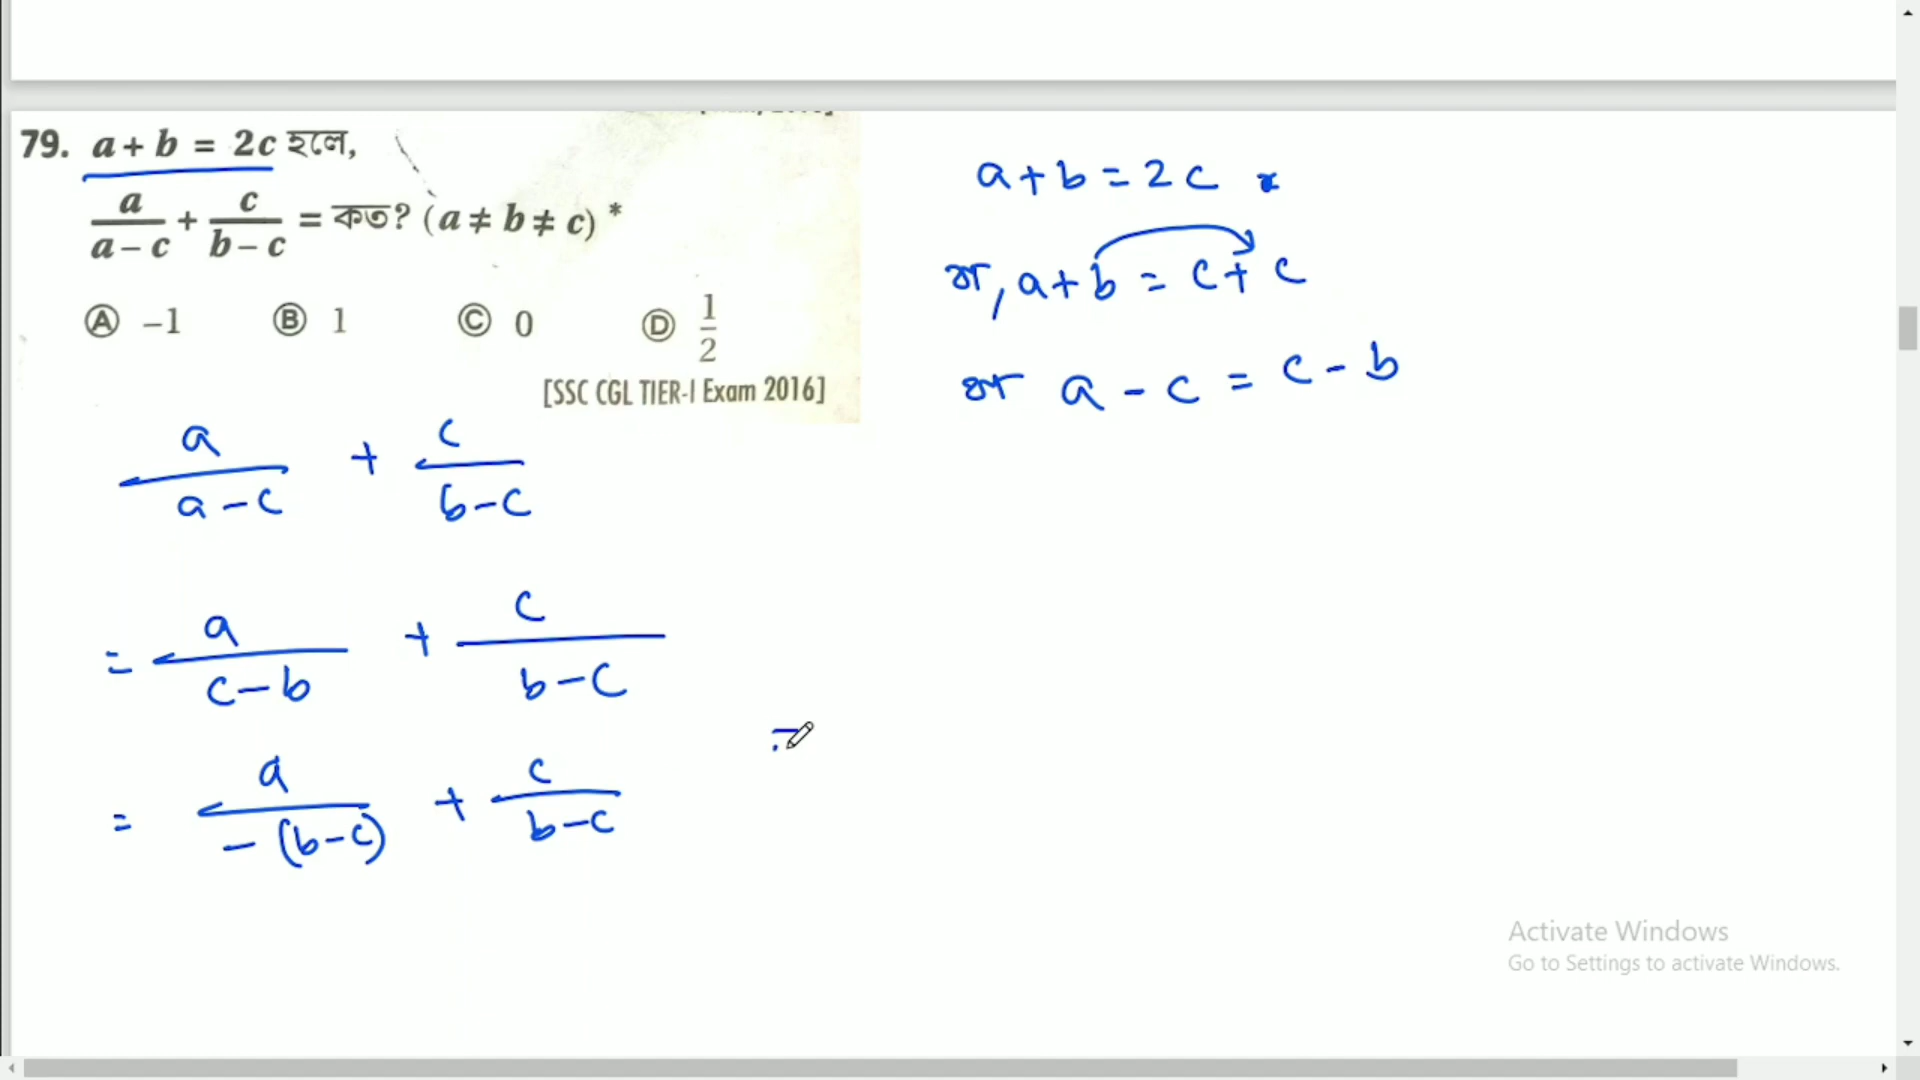 79. a + b = 2c হলে,
a/(a – c) + c/(b – c) = কত? (a ≠ b ≠ c) *
Ⓐ –1 Ⓑ 1 Ⓒ 0 Ⓓ 1/2
[SSC CGL TIER-I Exam 2016]
a/(a-c) + c/(b-c)
= a/(c-b) + c/(b-c)
= a/(-(b-c)) + c/(b-c)
a+b=2c
বা, a+b = c+c
বা a-c = c-b
Activate Windows
Go to Settings to activate Windows.